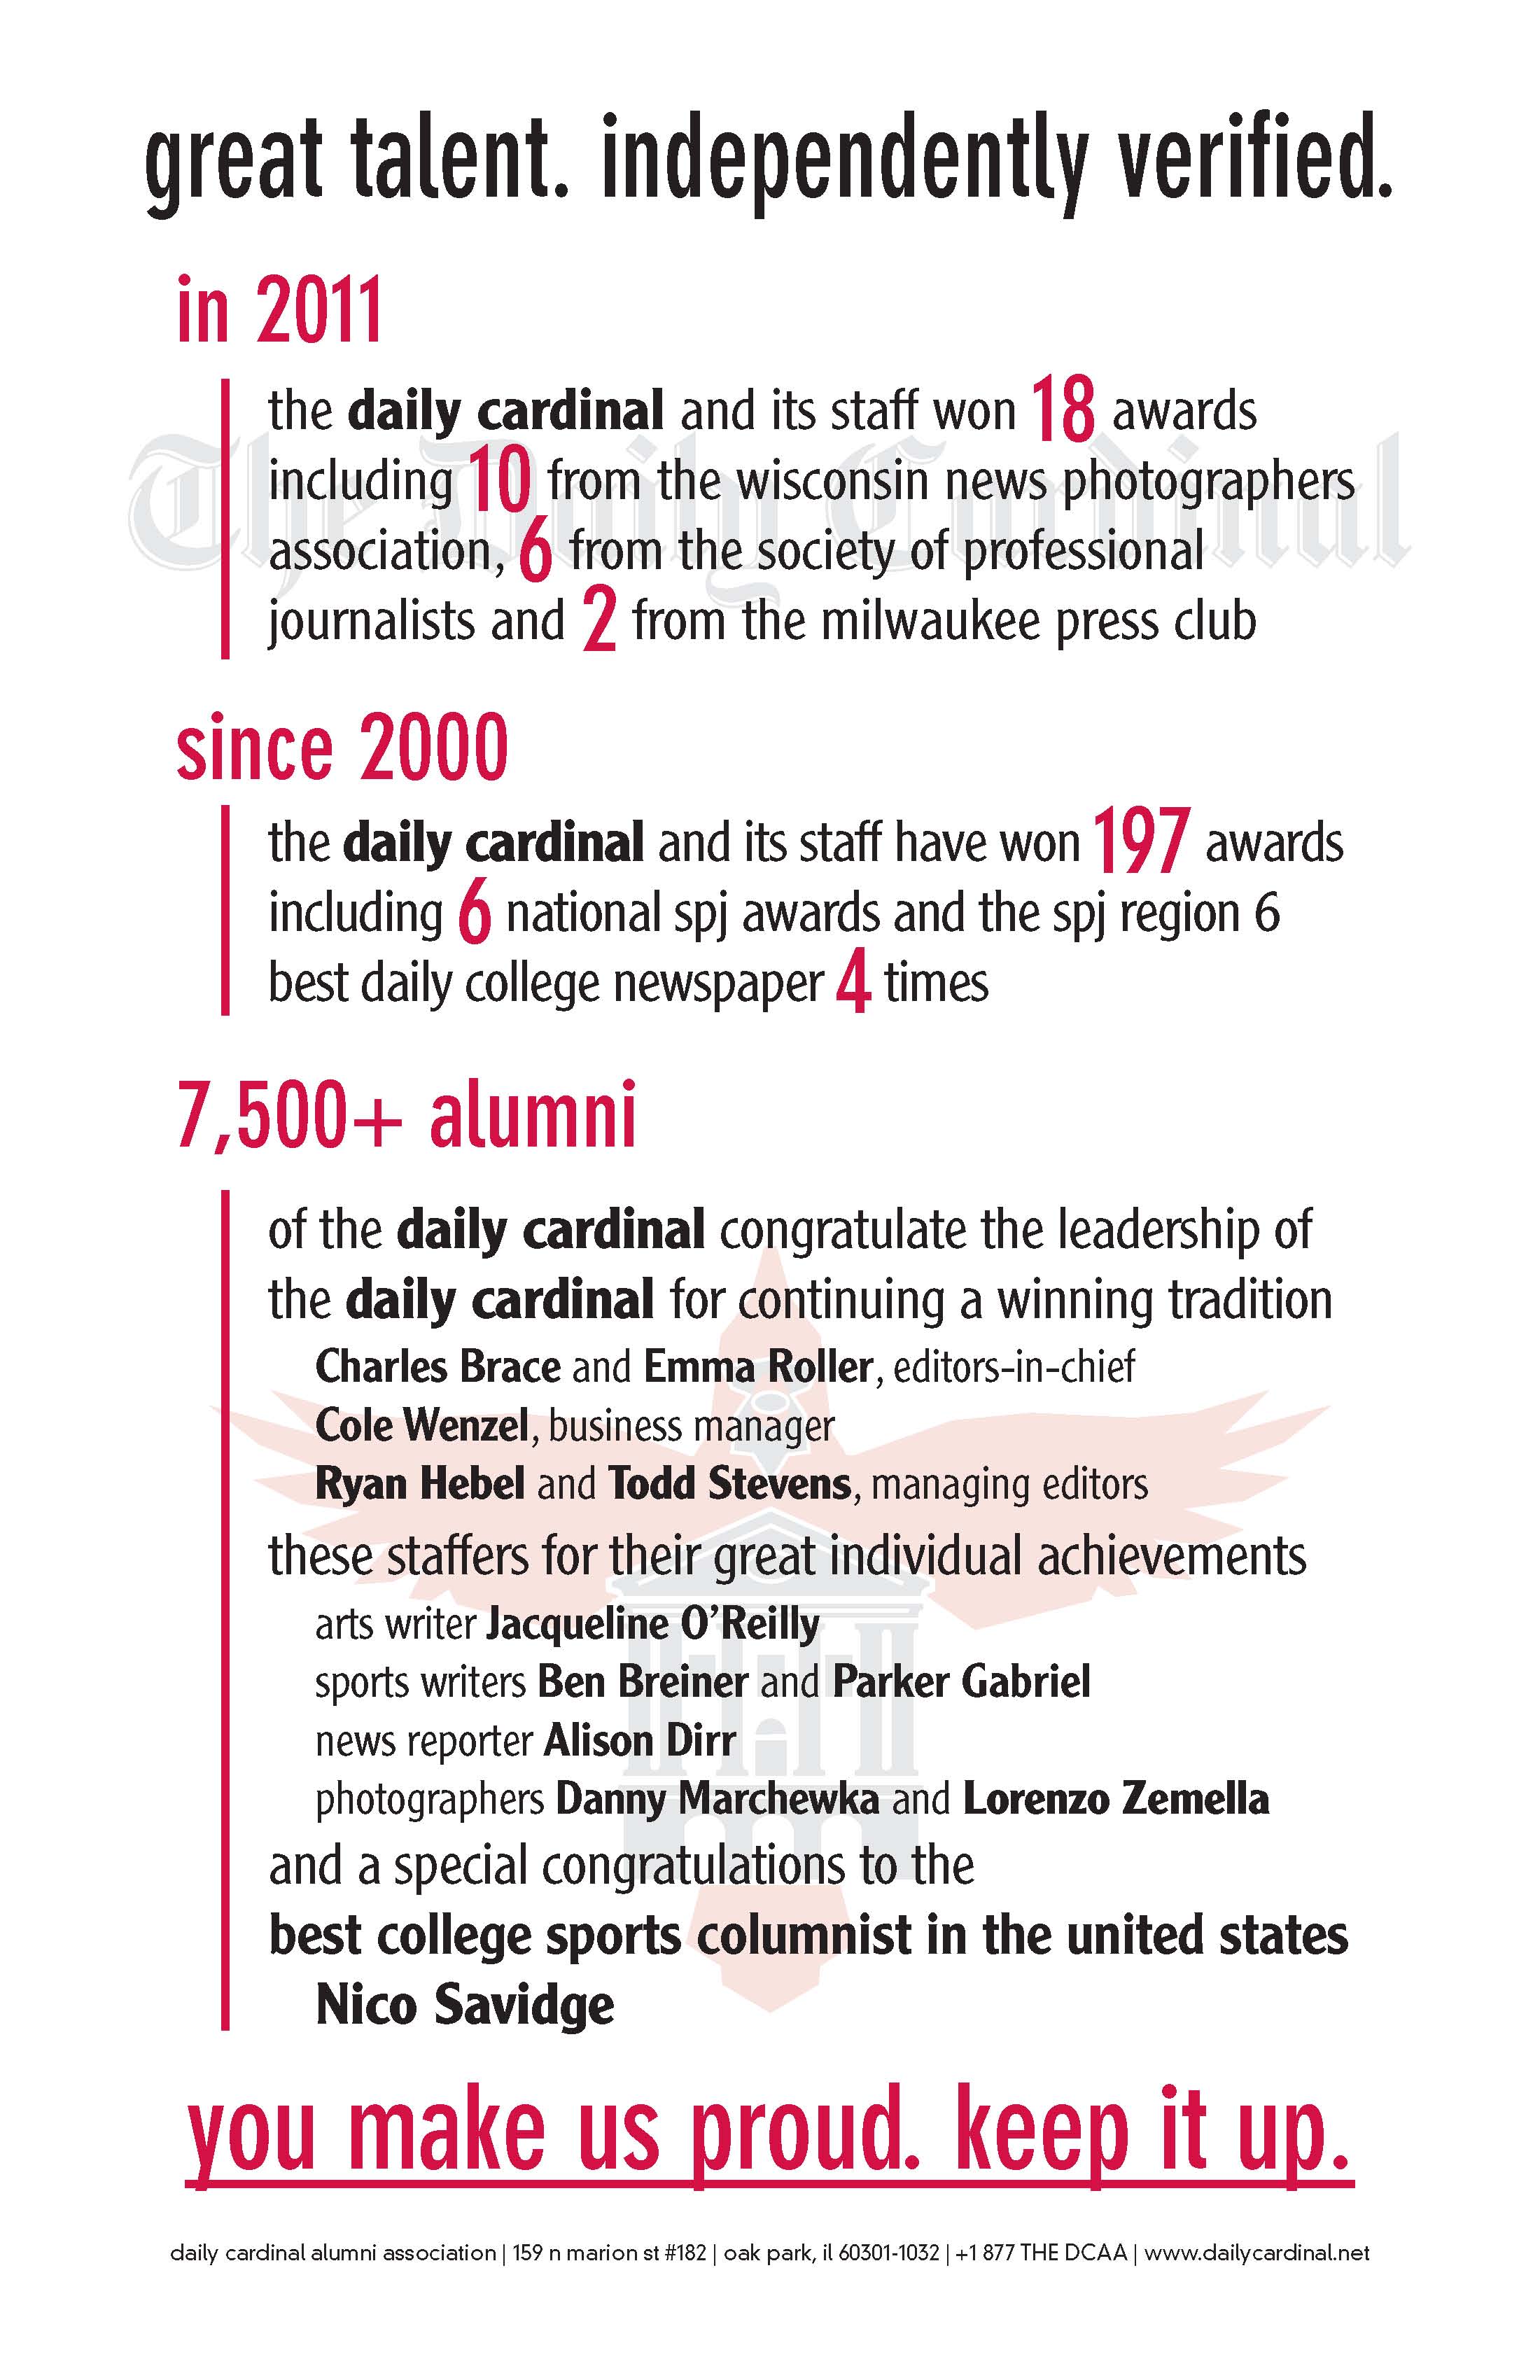 great talent. independently verified.
in 2011
The Daily Cardinal
the daily cardinal and its staff won 18 awards
including 10 from the wisconsin news photographers
association, 6 from the society of professional
journalists and 2 from the milwaukee press club
since 2000
the daily cardinal and its staff have won 197 awards
including 6 national spj awards and the spj region 6
best daily college newspaper 4 times
7,500+ alumni
of the daily cardinal congratulate the leadership of
the daily cardinal for continuing a winning tradition
Charles Brace and Emma Roller, editors-in-chief
Cole Wenzel, business manager
Ryan Hebel and Todd Stevens, managing editors
these staffers for their great individual achievements
arts writer Jacqueline O’Reilly
sports writers Ben Breiner and Parker Gabriel
news reporter Alison Dirr
photographers Danny Marchewka and Lorenzo Zemella
and a special congratulations to the
best college sports columnist in the united states
Nico Savidge
you make us proud. keep it up.
daily cardinal alumni association | 159 n marion st #182 | oak park, il 60301-1032 | +1 877 THE DCAA | www.dailycardinal.net